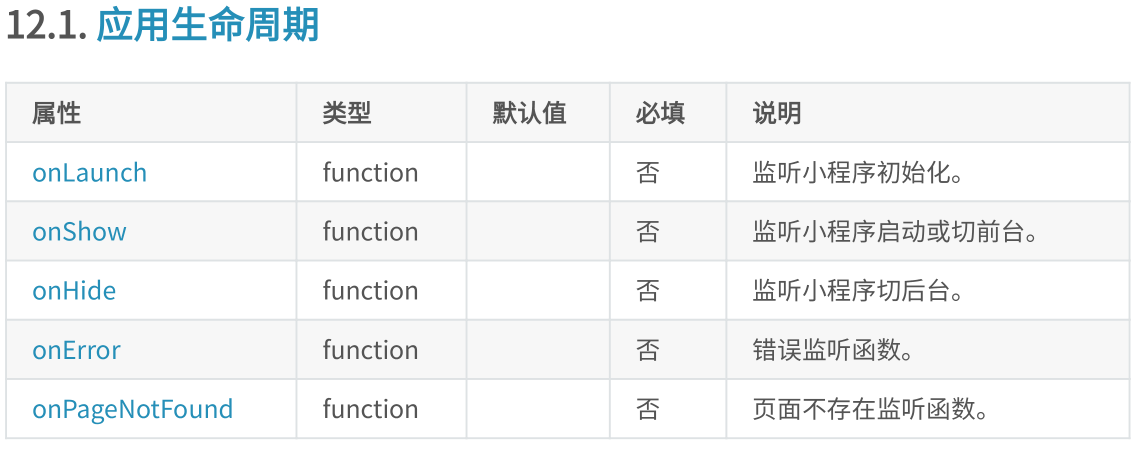 12.1. 应用生命周期
属性 类型 默认值 必填 说明
onLaunch function 否 监听小程序初始化。
onShow function 否 监听小程序启动或切前台。
onHide function 否 监听小程序切后台。
onError function 否 错误监听函数。
onPageNotFound function 否 页面不存在监听函数。